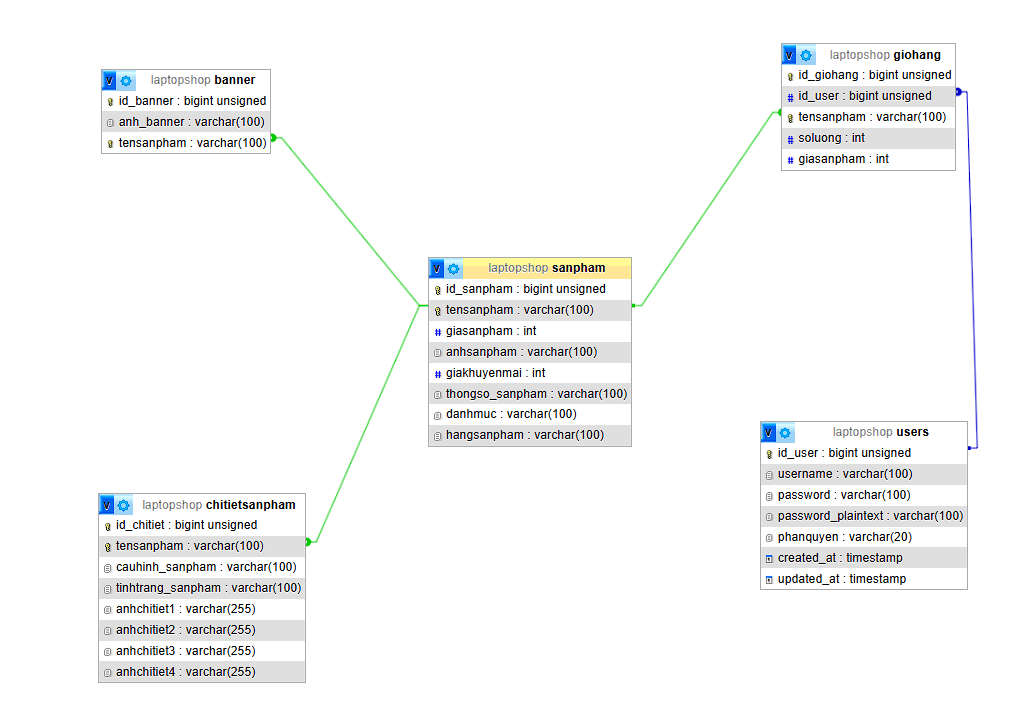 V laptopshop banner
id_banner : bigint unsigned
anh_banner : varchar(100)
tensanpham : varchar(100)
V laptopshop giohang
id_giohang : bigint unsigned
# id_user : bigint unsigned
tensanpham : varchar(100)
# soluong : int
# giasanpham : int
V laptopshop sanpham
id_sanpham : bigint unsigned
tensanpham : varchar(100)
# giasanpham : int
anhsanpham : varchar(100)
# giakhuyenmai : int
thongso_sanpham : varchar(100)
danhmuc : varchar(100)
hangsanpham : varchar(100)
V laptopshop users
id_user : bigint unsigned
username : varchar(100)
password : varchar(100)
password_plaintext : varchar(100)
phanquyen : varchar(20)
created_at : timestamp
updated_at : timestamp
V laptopshop chitietsanpham
id_chitiet : bigint unsigned
tensanpham : varchar(100)
cauhinh_sanpham : varchar(100)
tinhtrang_sanpham : varchar(100)
anhchitiet1 : varchar(255)
anhchitiet2 : varchar(255)
anhchitiet3 : varchar(255)
anhchitiet4 : varchar(255)